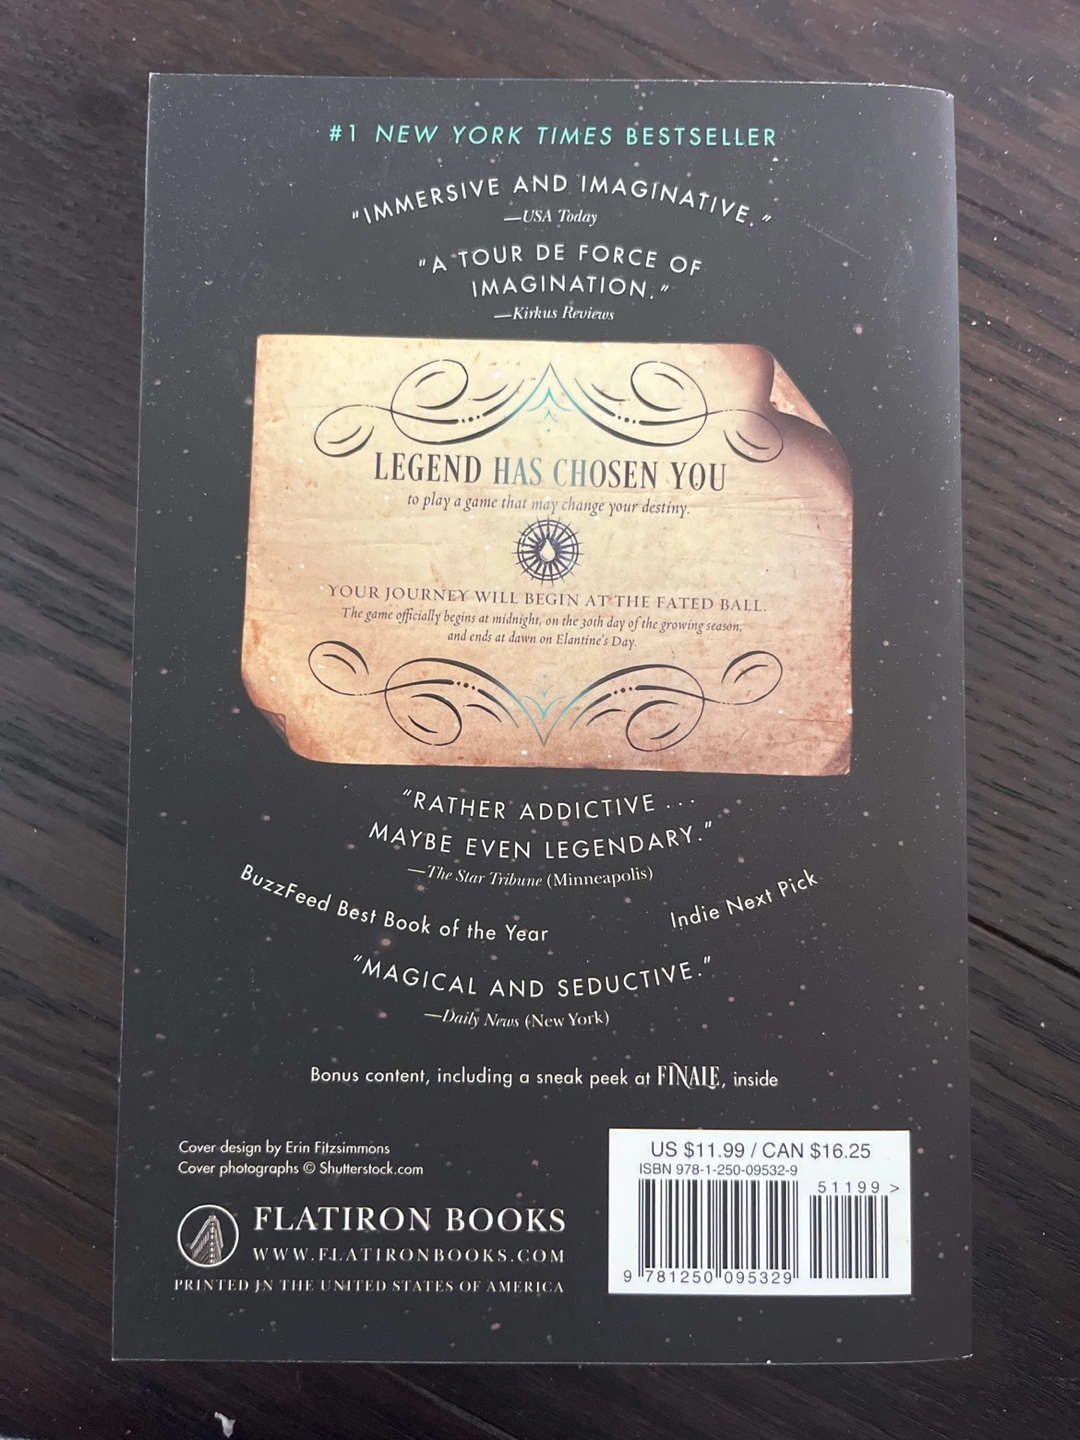 #1 NEW YORK TIMES BESTSELLER
"IMMERSIVE AND IMAGINATIVE."
—USA Today
"A TOUR DE FORCE OF
IMAGINATION."
—Kirkus Reviews
LEGEND HAS CHOSEN YOU
to play a game that may change your destiny.
YOUR JOURNEY WILL BEGIN AT THE FATED BALL.
The game officially begins at midnight, on the 30th day of the growing season,
and ends at dawn on Elantine's Day.
"RATHER ADDICTIVE ...
MAYBE EVEN LEGENDARY."
—The Star Tribune (Minneapolis)
BuzzFeed Best Book of the Year
Indie Next Pick
"MAGICAL AND SEDUCTIVE."
—Daily News (New York)
Bonus content, including a sneak peek at FINALE, inside
Cover design by Erin Fitzsimmons
Cover photographs © Shutterstock.com
FLATIRON BOOKS
WWW.FLATIRONBOOKS.COM
PRINTED IN THE UNITED STATES OF AMERICA
US $11.99 / CAN $16.25
ISBN 978-1-250-09532-9
51199 >
9 781250 095329